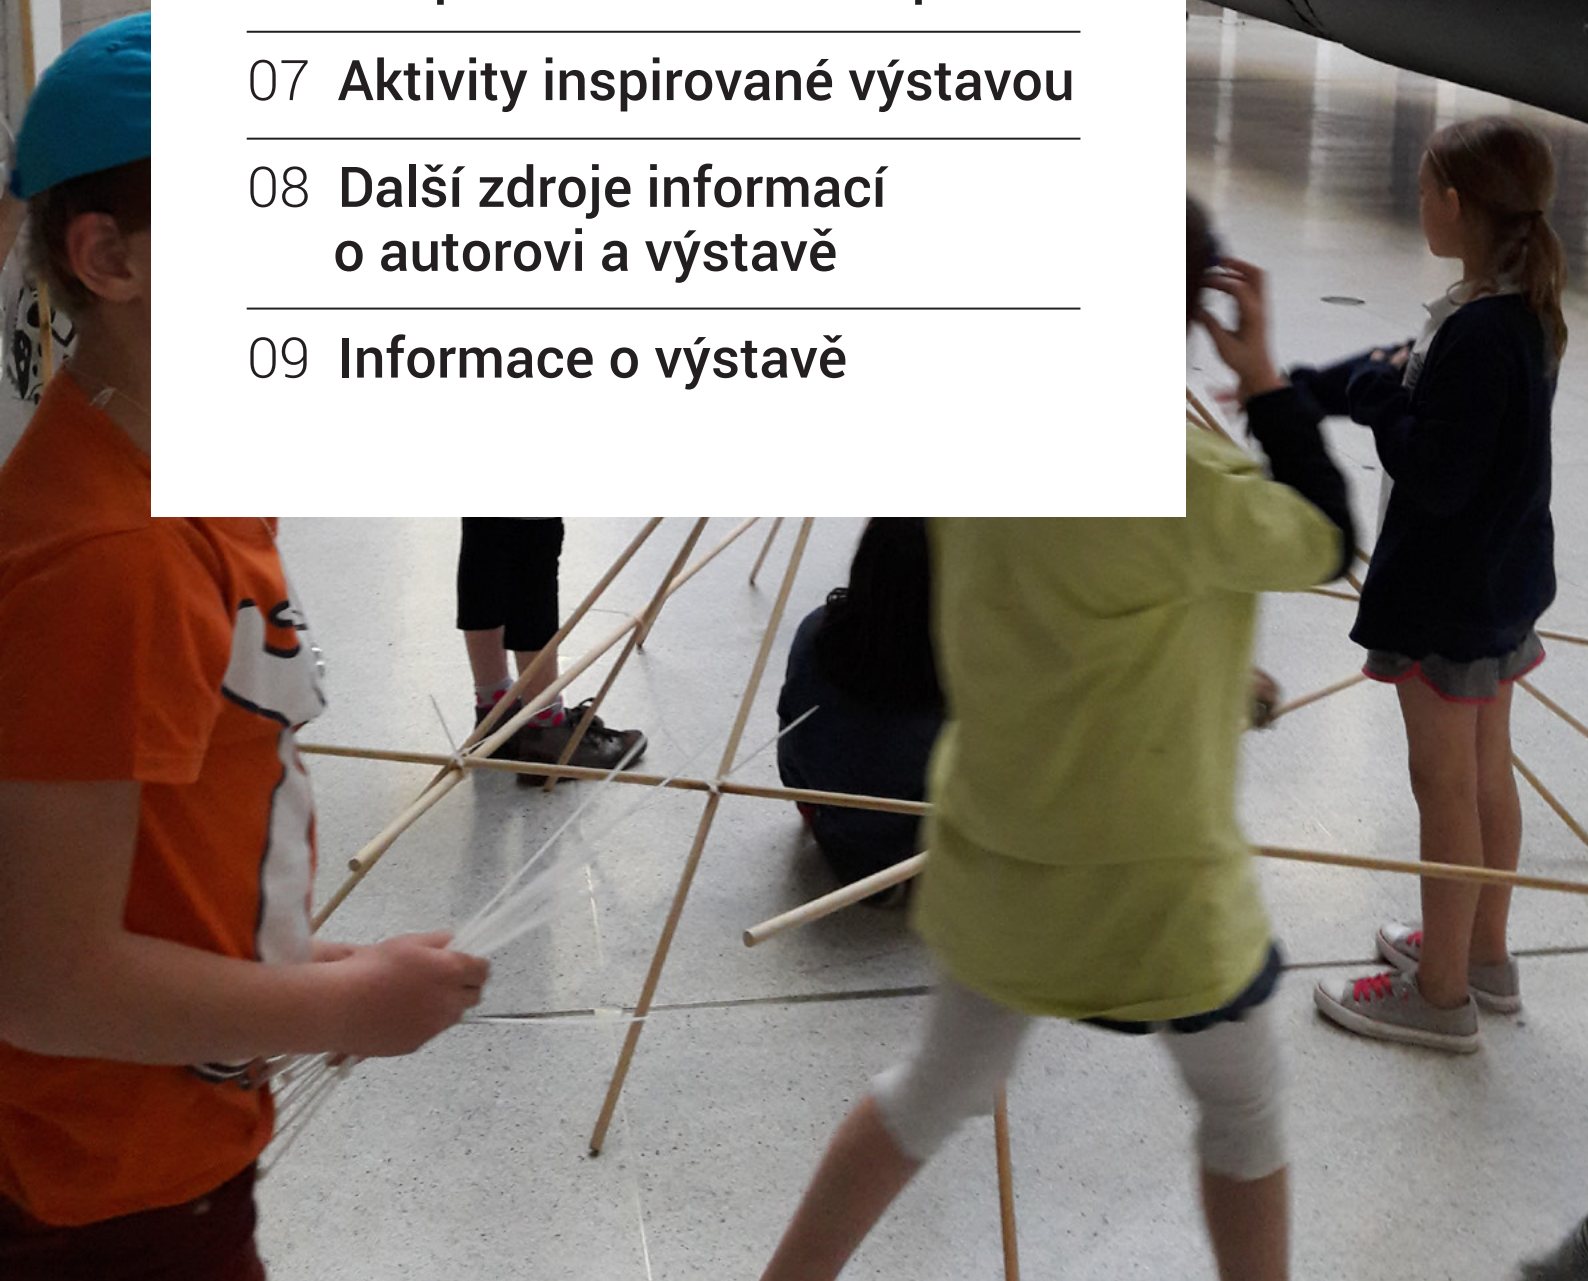 07 Aktivity inspirované výstavou
08 Další zdroje informací
o autorovi a výstavě
09 Informace o výstavě